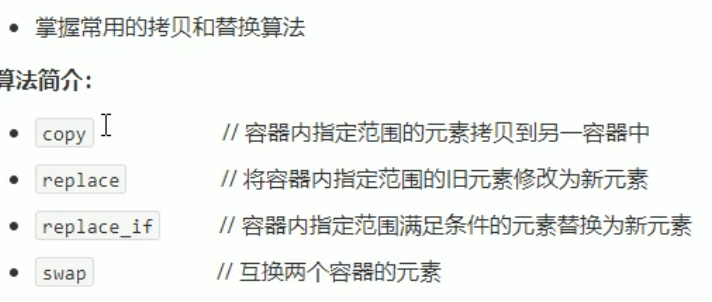 掌握常用的拷贝和替换算法
算法简介：
copy // 容器内指定范围的元素拷贝到另一容器中
replace // 将容器内指定范围的旧元素修改为新元素
replace_if // 容器内指定范围满足条件的元素替换为新元素
swap // 互换两个容器的元素